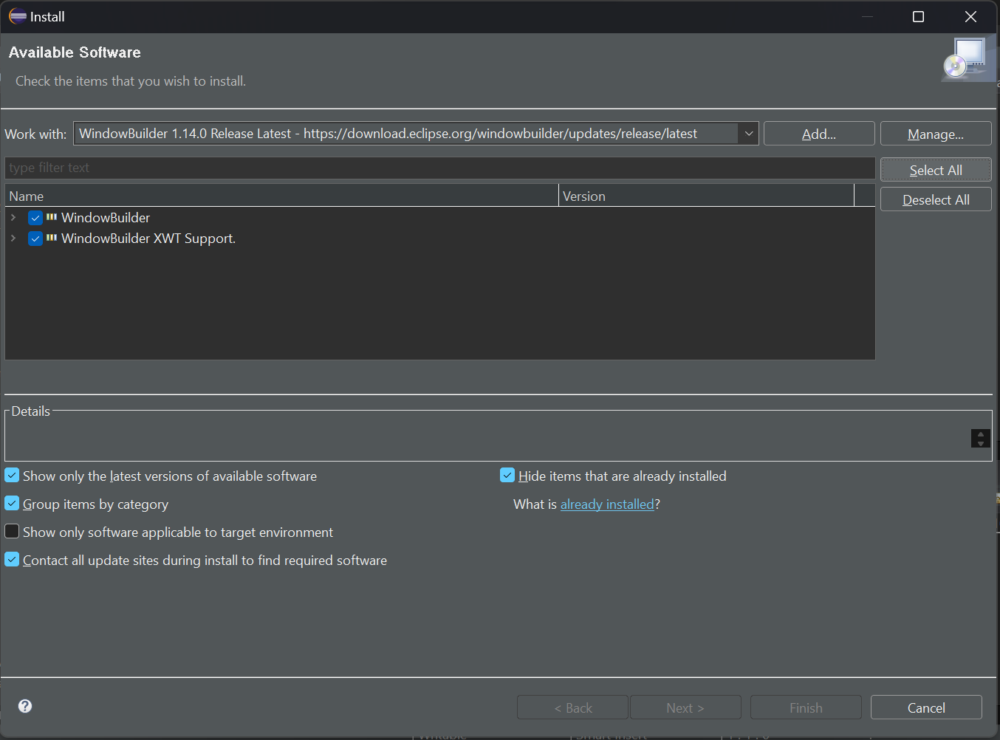 Install
Available Software
Check the items that you wish to install.
Work with: WindowBuilder 1.14.0 Release Latest - https://download.eclipse.org/windowbuilder/updates/release/latest Add... Manage...
type filter text Select All
Name Version Deselect All
WindowBuilder
WindowBuilder XWT Support.
Details
Show only the latest versions of available software Hide items that are already installed
Group items by category What is already installed?
Show only software applicable to target environment
Contact all update sites during install to find required software
? < Back Next > Finish Cancel